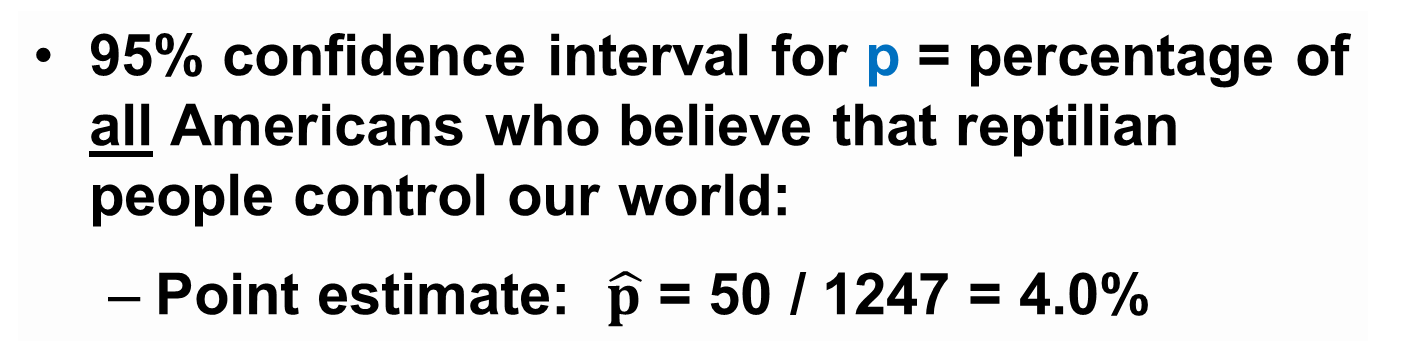 • 95% confidence interval for p = percentage of
all Americans who believe that reptilian
people control our world:
– Point estimate: p̂ = 50 / 1247 = 4.0%